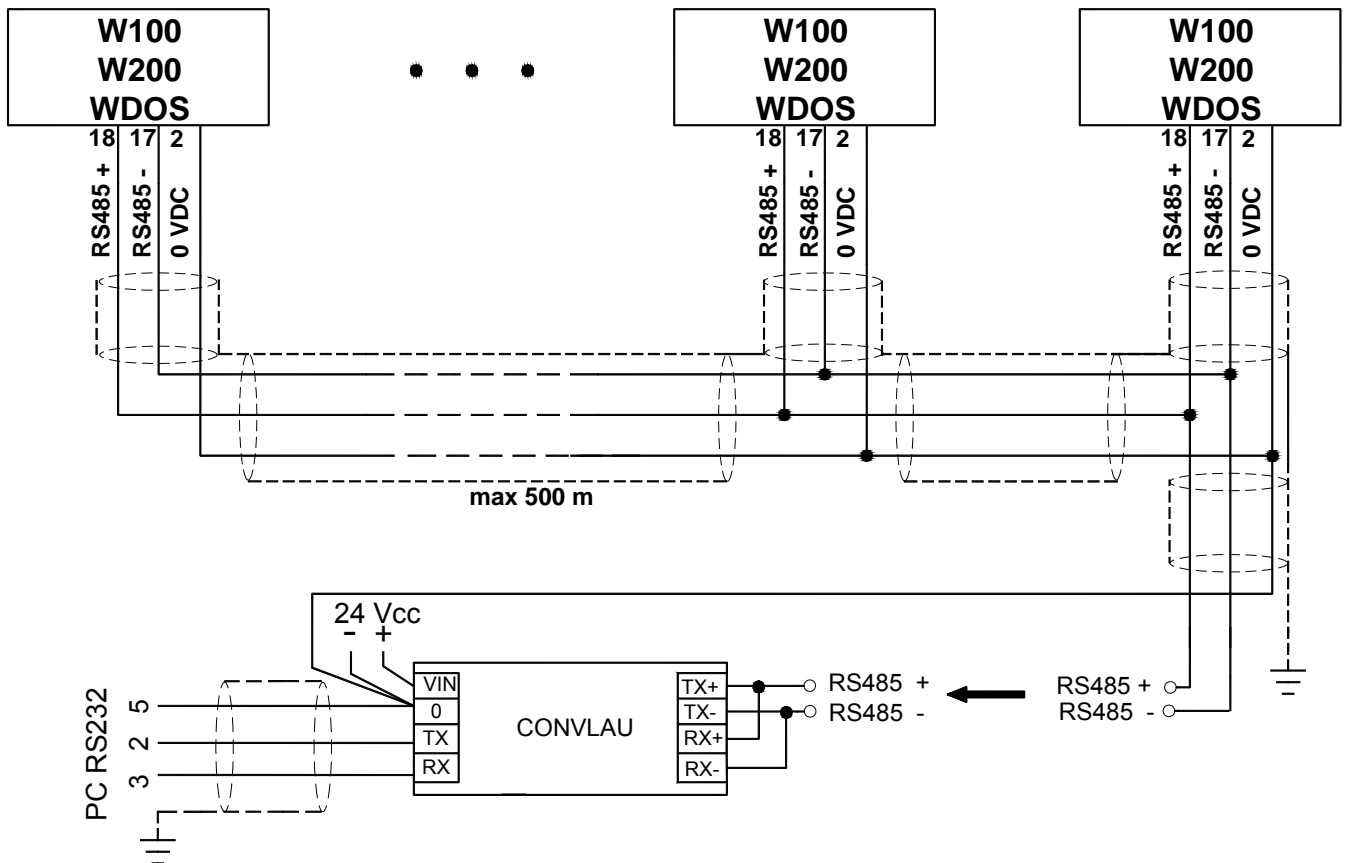 W100
W200
WDOS
W100
W200
WDOS
W100
W200
WDOS
18 17 2
18 17 2
18 17 2
RS485 +
RS485 -
0 VDC
RS485 +
RS485 -
0 VDC
RS485 +
RS485 -
0 VDC
max 500 m
24 Vcc
- +
PC RS232
5
2
3
VIN
0
TX
RX
CONVLAU
TX+
TX-
RX+
RX-
RS485 +
RS485 -
RS485 +
RS485 -